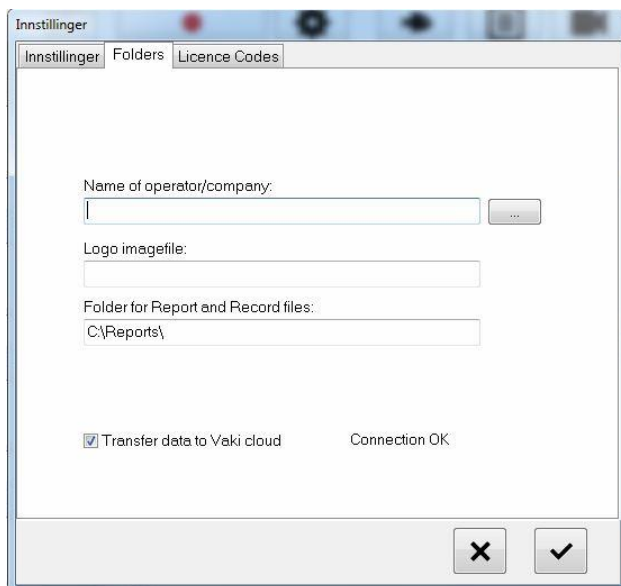 Innstillinger
Innstillinger Folders Licence Codes
Name of operator/company:
...
Logo imagefile:
Folder for Report and Record files:
C:\Reports\
Transfer data to Vaki cloud Connection OK